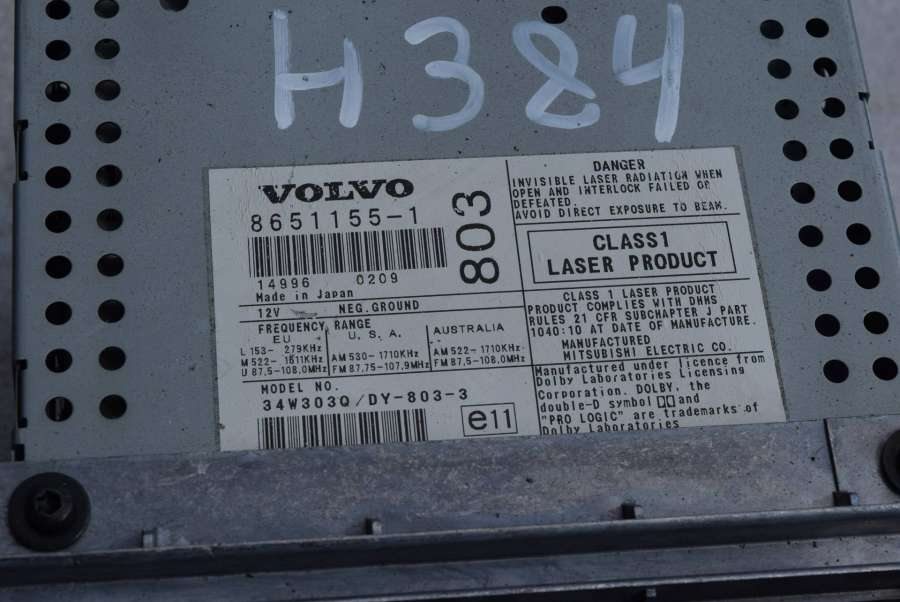 H384
VOLVO
8651155-1
803
14996 0209
Made in Japan
12V NEG.GROUND
FREQUENCY RANGE
EU
L 153- 279KHz
M 522- 1611KHz
U 87.5-108.0MHz
U. S. A.
AM 530-1710KHz
FM 87.75-107.9MHz
AUSTRALIA
AM 522-1710KHz
FM 87.5-108.0MHz
MODEL NO.
34W303Q/DY-803-3
e11
DANGER
INVISIBLE LASER RADIATION WHEN
OPEN AND INTERLOCK FAILED OR
DEFEATED.
AVOID DIRECT EXPOSURE TO BEAM.
CLASS1
LASER PRODUCT
CLASS 1 LASER PRODUCT
PRODUCT COMPLIES WITH DHHS
RULES 21 CFR SUBCHAPTER J PART
1040:10 AT DATE OF MANUFACTURE.
MANUFACTURED
MITSUBISHI ELECTRIC CO.
Manufactured under licence from
Dolby Laboratories Licensing
Corporation. DOLBY, the
double-D symbol and
"PRO LOGIC" are trademarks of
Dolby Laboratories